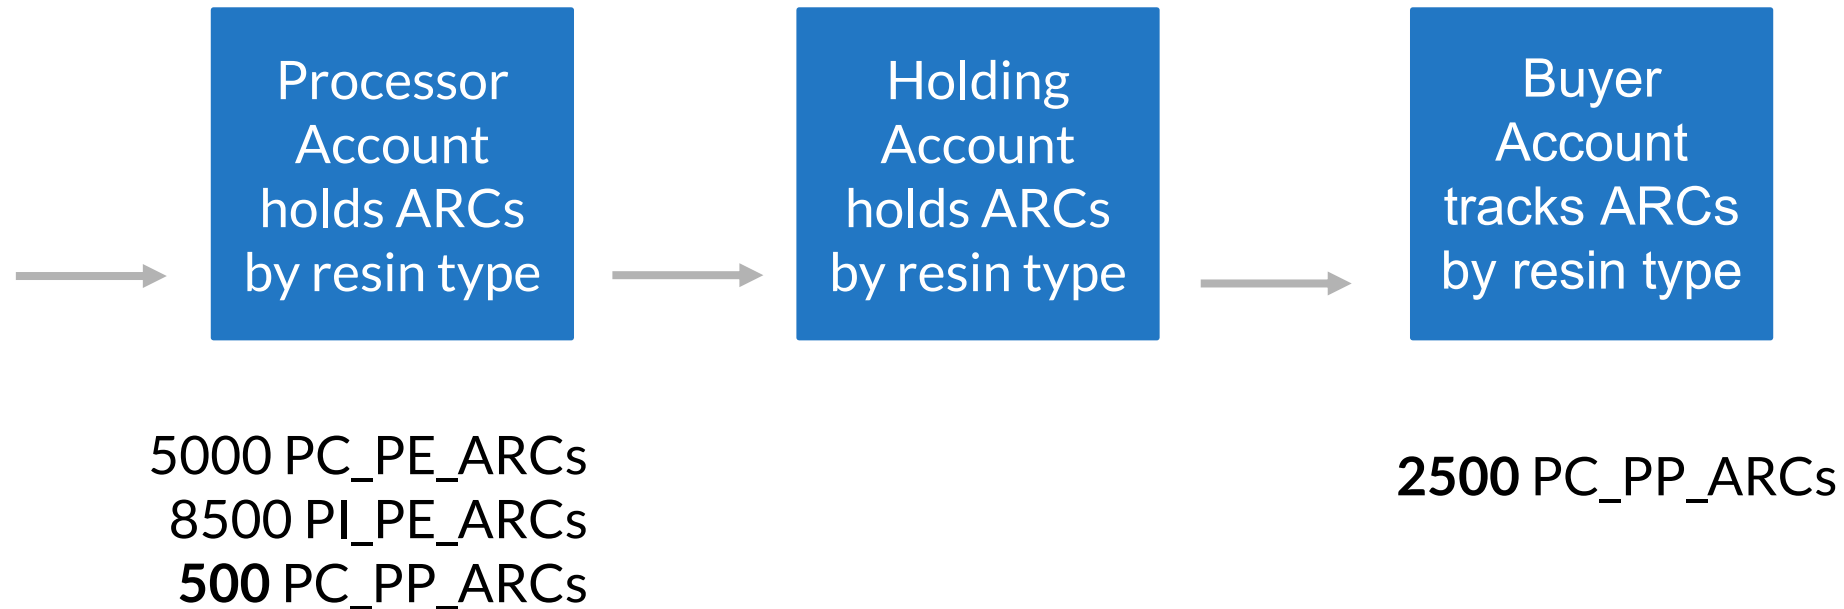 Processor
Account
holds ARCs
by resin type
Holding
Account
holds ARCs
by resin type
Buyer
Account
tracks ARCs
by resin type
5000 PC_PE_ARCs
8500 PI_PE_ARCs
500 PC_PP_ARCs
2500 PC_PP_ARCs